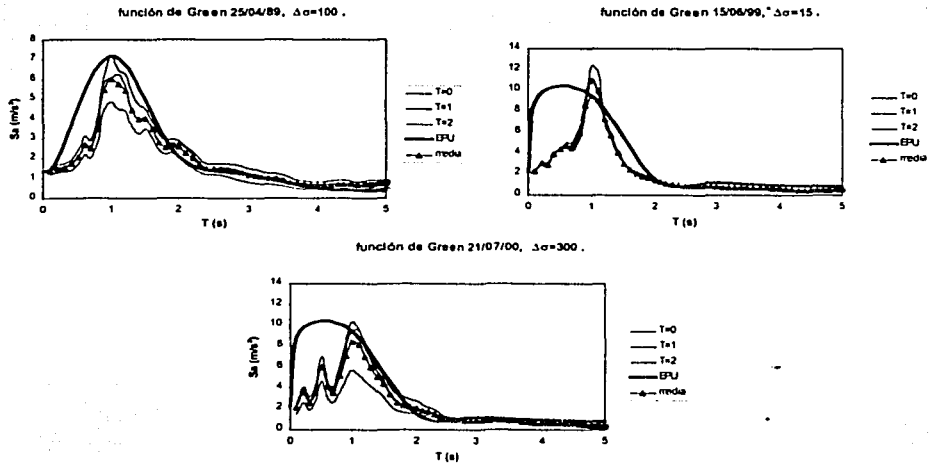 función de Green 25/04/89, Δσ=100 .
8
7
6
5
4
3
2
1
0
Sa (m/s²)
0 1 2 3 4 5
T (s)
T=0
T=1
T=2
EPU
media
función de Green 15/06/99," Δσ=15 .
14
12
10
8
6
4
2
0
Sa (m/s²)
0 1 2 3 4 5
T (s)
T=0
T=1
T=2
EPU
media
función de Green 21/07/00, Δσ=300 .
14
12
10
8
6
4
2
0
Sa (m/s²)
0 1 2 3 4 5
T (s)
T=0
T=1
T=2
EPU
media